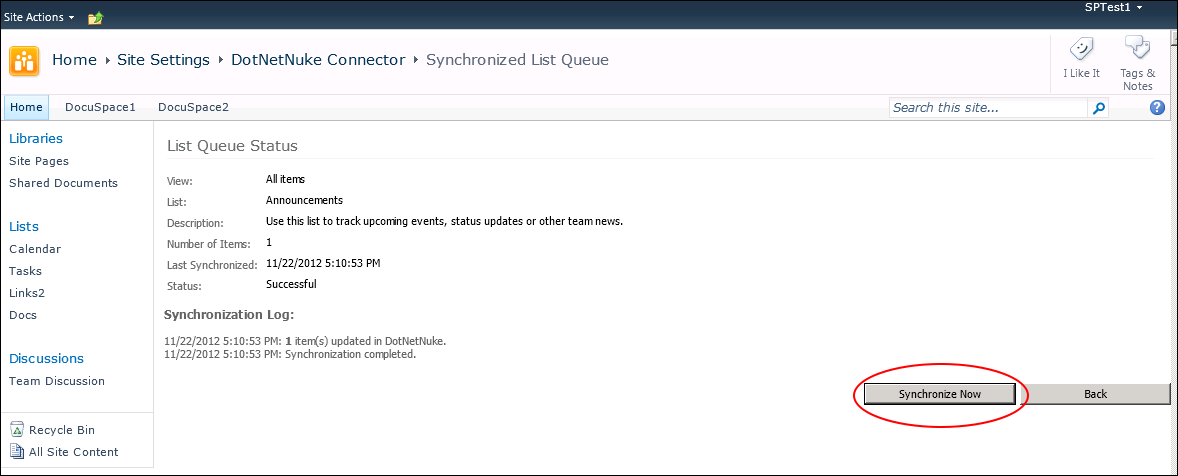 Site Actions
SPTest1
Home ▸ Site Settings ▸ DotNetNuke Connector ▸ Synchronized List Queue
I Like It
Tags &
Notes
Home DocuSpace1 DocuSpace2
Search this site...
Libraries
Site Pages
Shared Documents
Lists
Calendar
Tasks
Links2
Docs
Discussions
Team Discussion
Recycle Bin
All Site Content
List Queue Status
View: All items
List: Announcements
Description: Use this list to track upcoming events, status updates or other team news.
Number of Items: 1
Last Synchronized: 11/22/2012 5:10:53 PM
Status: Successful
Synchronization Log:
11/22/2012 5:10:53 PM: 1 item(s) updated in DotNetNuke.
11/22/2012 5:10:53 PM: Synchronization completed.
Synchronize Now Back